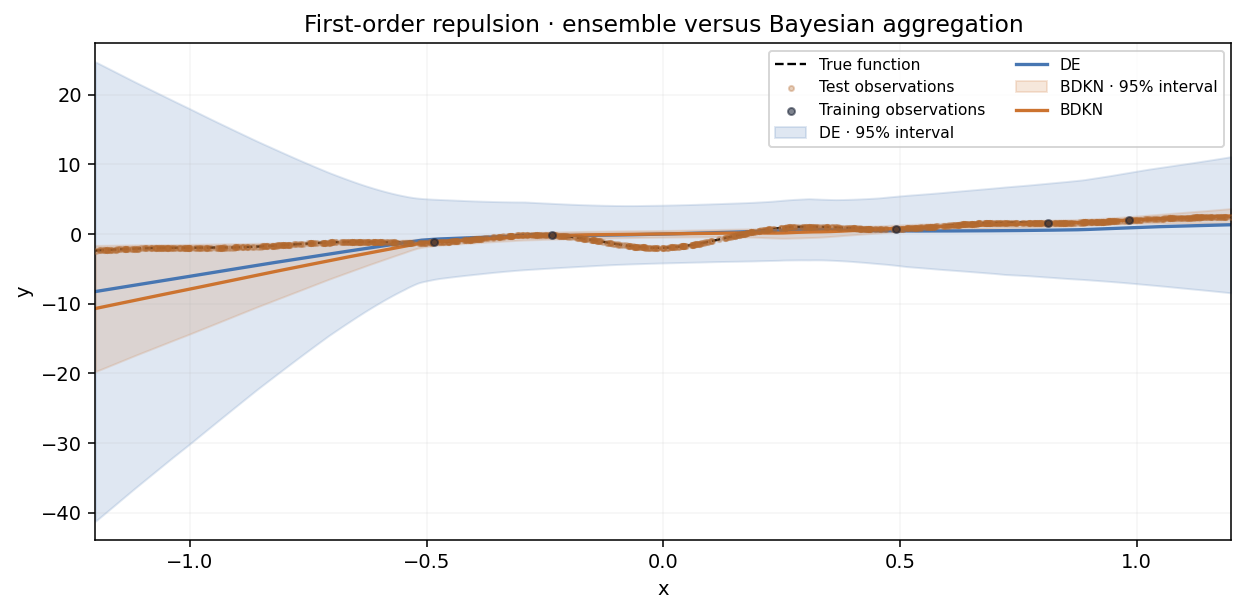 First-order repulsion · ensemble versus Bayesian aggregation
True function
Test observations
Training observations
DE · 95% interval
DE
BDKN · 95% interval
BDKN
20
10
0
−10
−20
−30
−40
y
−1.0
−0.5
0.0
0.5
1.0
x